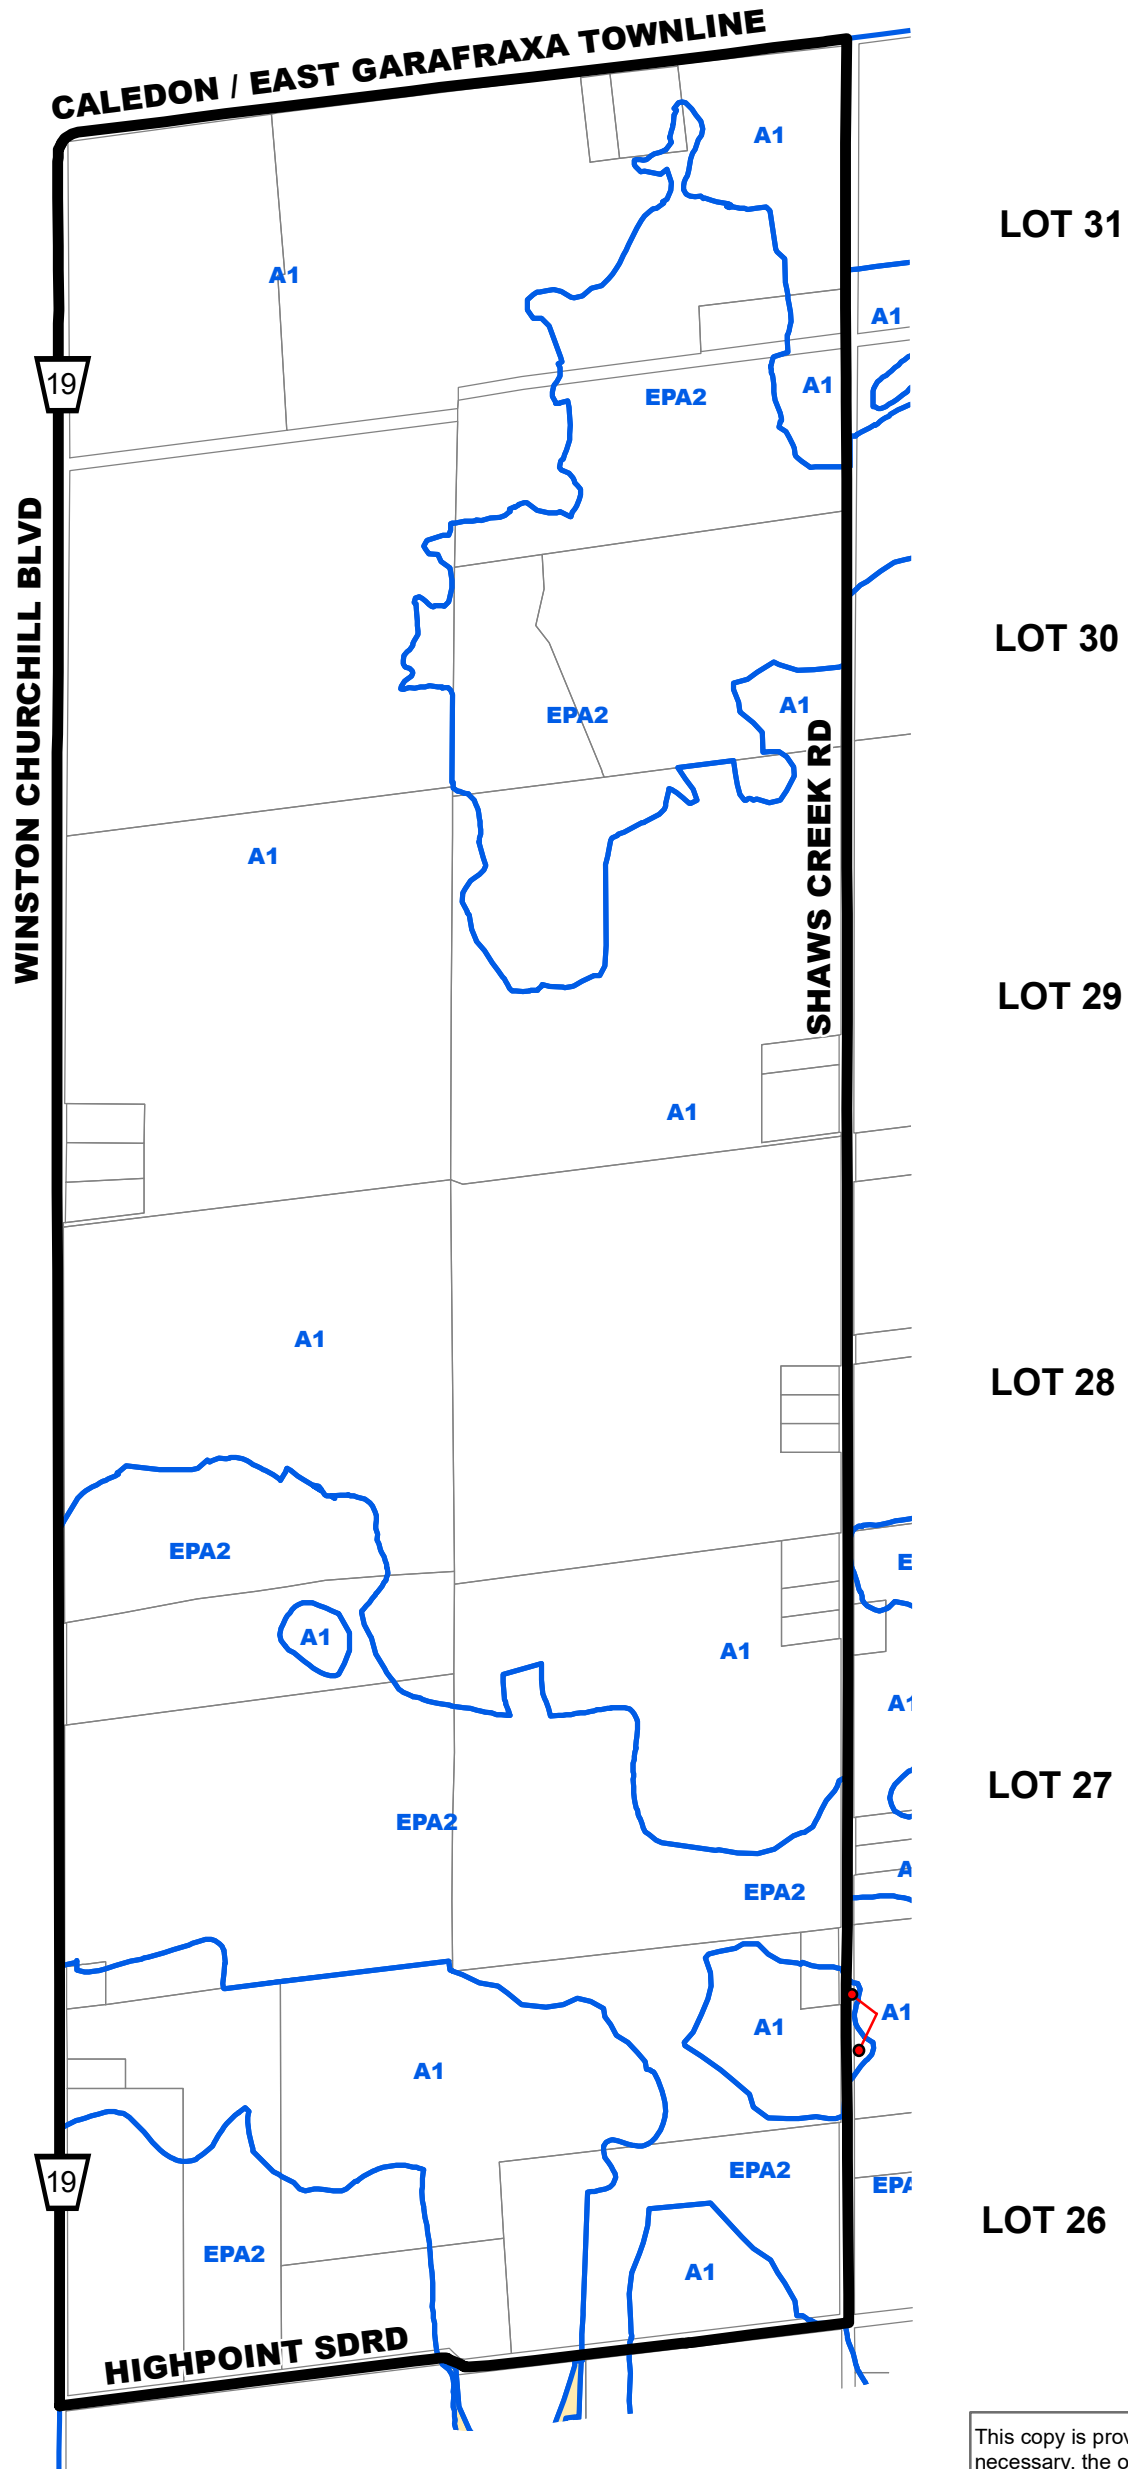 CALEDON / EAST GARAFRAXA TOWNLINE
A1
LOT 31
A1
A1
19
A1
EPA2
WINSTON CHURCHILL BLVD
LOT 30
A1
EPA2
SHAWS CREEK RD
A1
LOT 29
A1
A1
LOT 28
EPA2
E
A1
A1
A1
LOT 27
EPA2
A
EPA2
A1
A1
A1
EPA2
19
EPA
LOT 26
EPA2
A1
HIGHPOINT SDRD
This copy is prov
necessary, the o